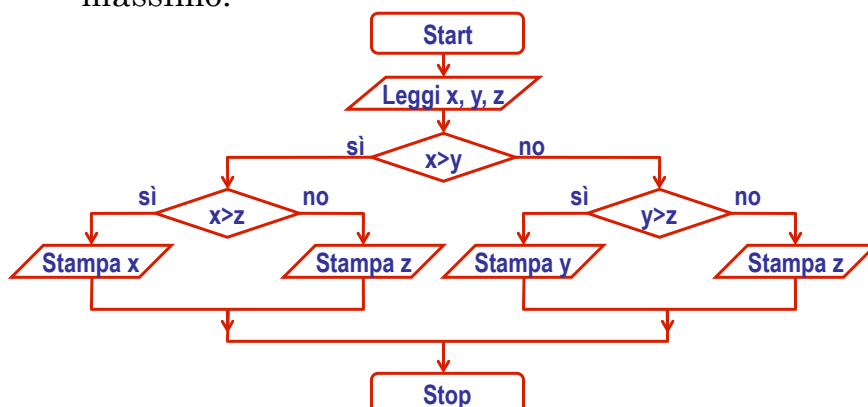 massimo.
Start
Leggi x, y, z
sì
x>y
no
sì
x>z
no
sì
y>z
no
Stampa x
Stampa z
Stampa y
Stampa z
Stop